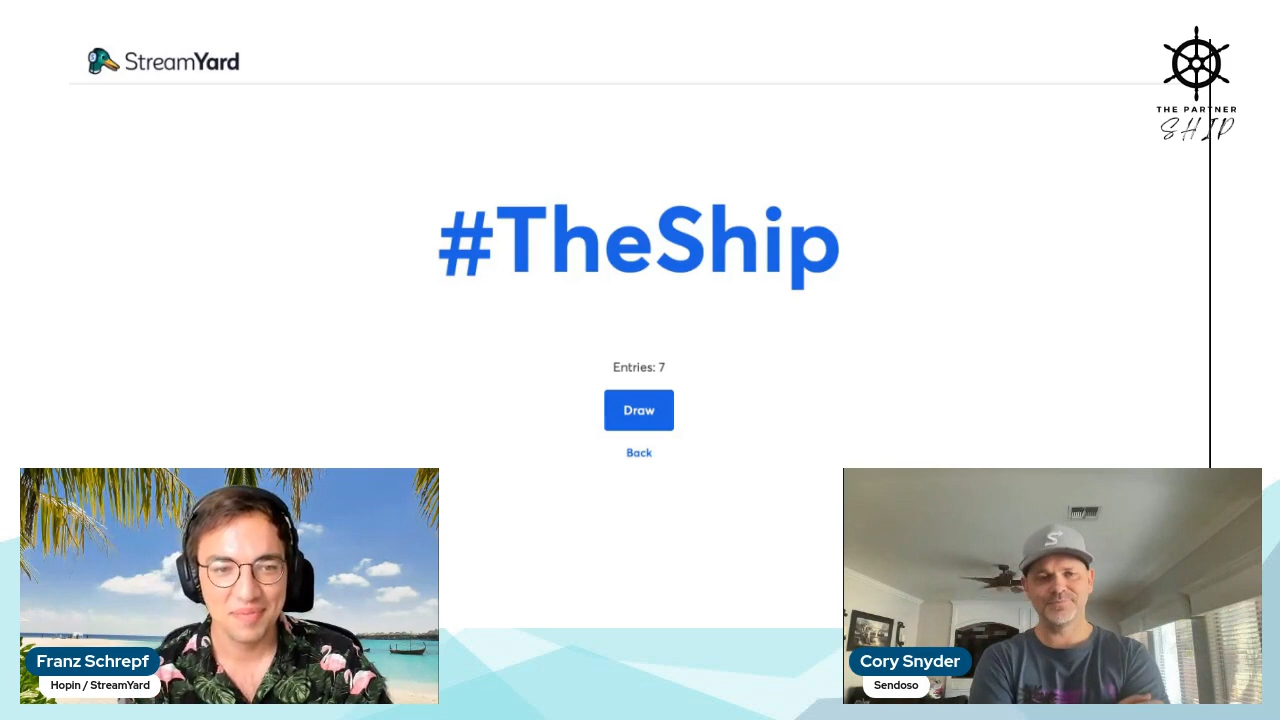 StreamYard
THE PARTNER
SHIP
#TheShip
Entries: 7
Draw
Back
Franz Schrepf
Hopin / StreamYard
S
Cory Snyder
Sendoso